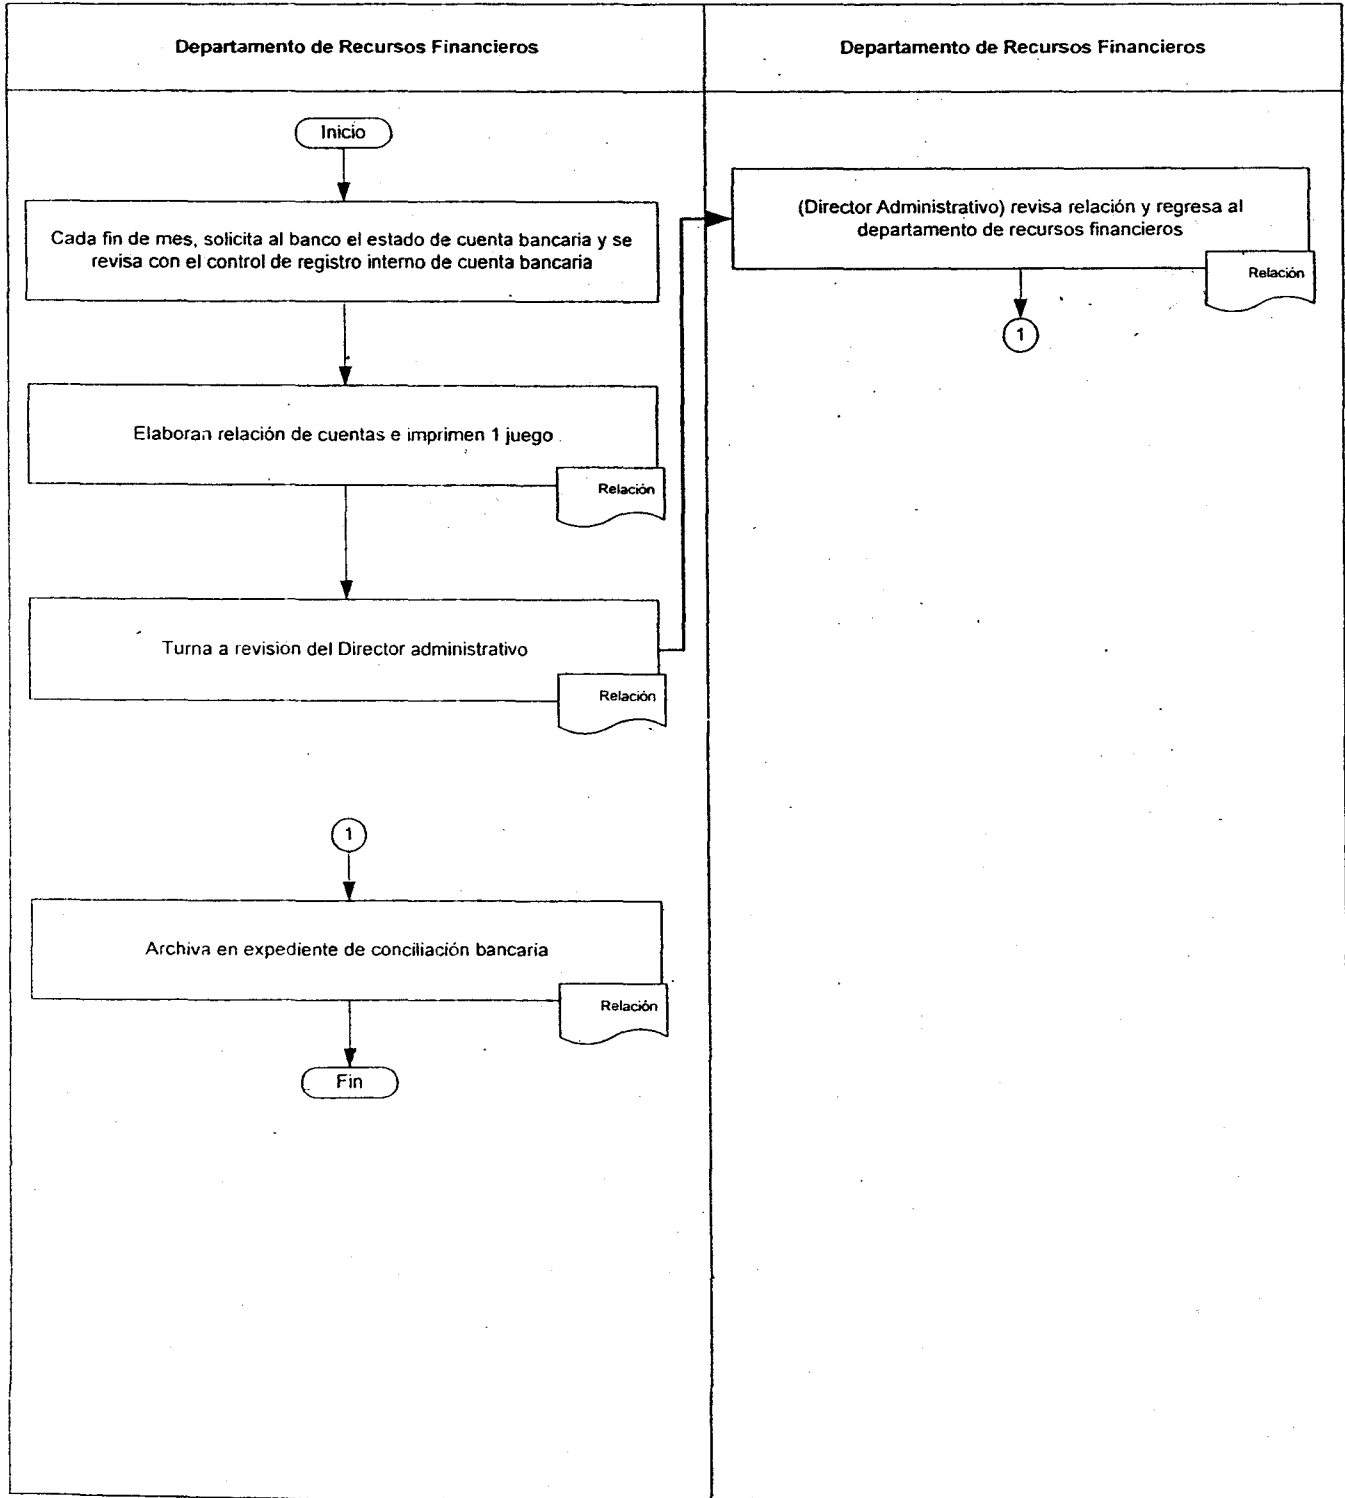 Departamento de Recursos Financieros
Inicio
Cada fin de mes, solicita al banco el estado de cuenta bancaria y se
revisa con el control de registro interno de cuenta bancaria
Elaboran relación de cuentas e imprimen 1 juego
Relación
Turna a revisión del Director administrativo
Relación
1
Archiva en expediente de conciliación bancaria
Relación
Fin
Departamento de Recursos Financieros
(Director Administrativo) revisa relación y regresa al
departamento de recursos financieros
Relación
1